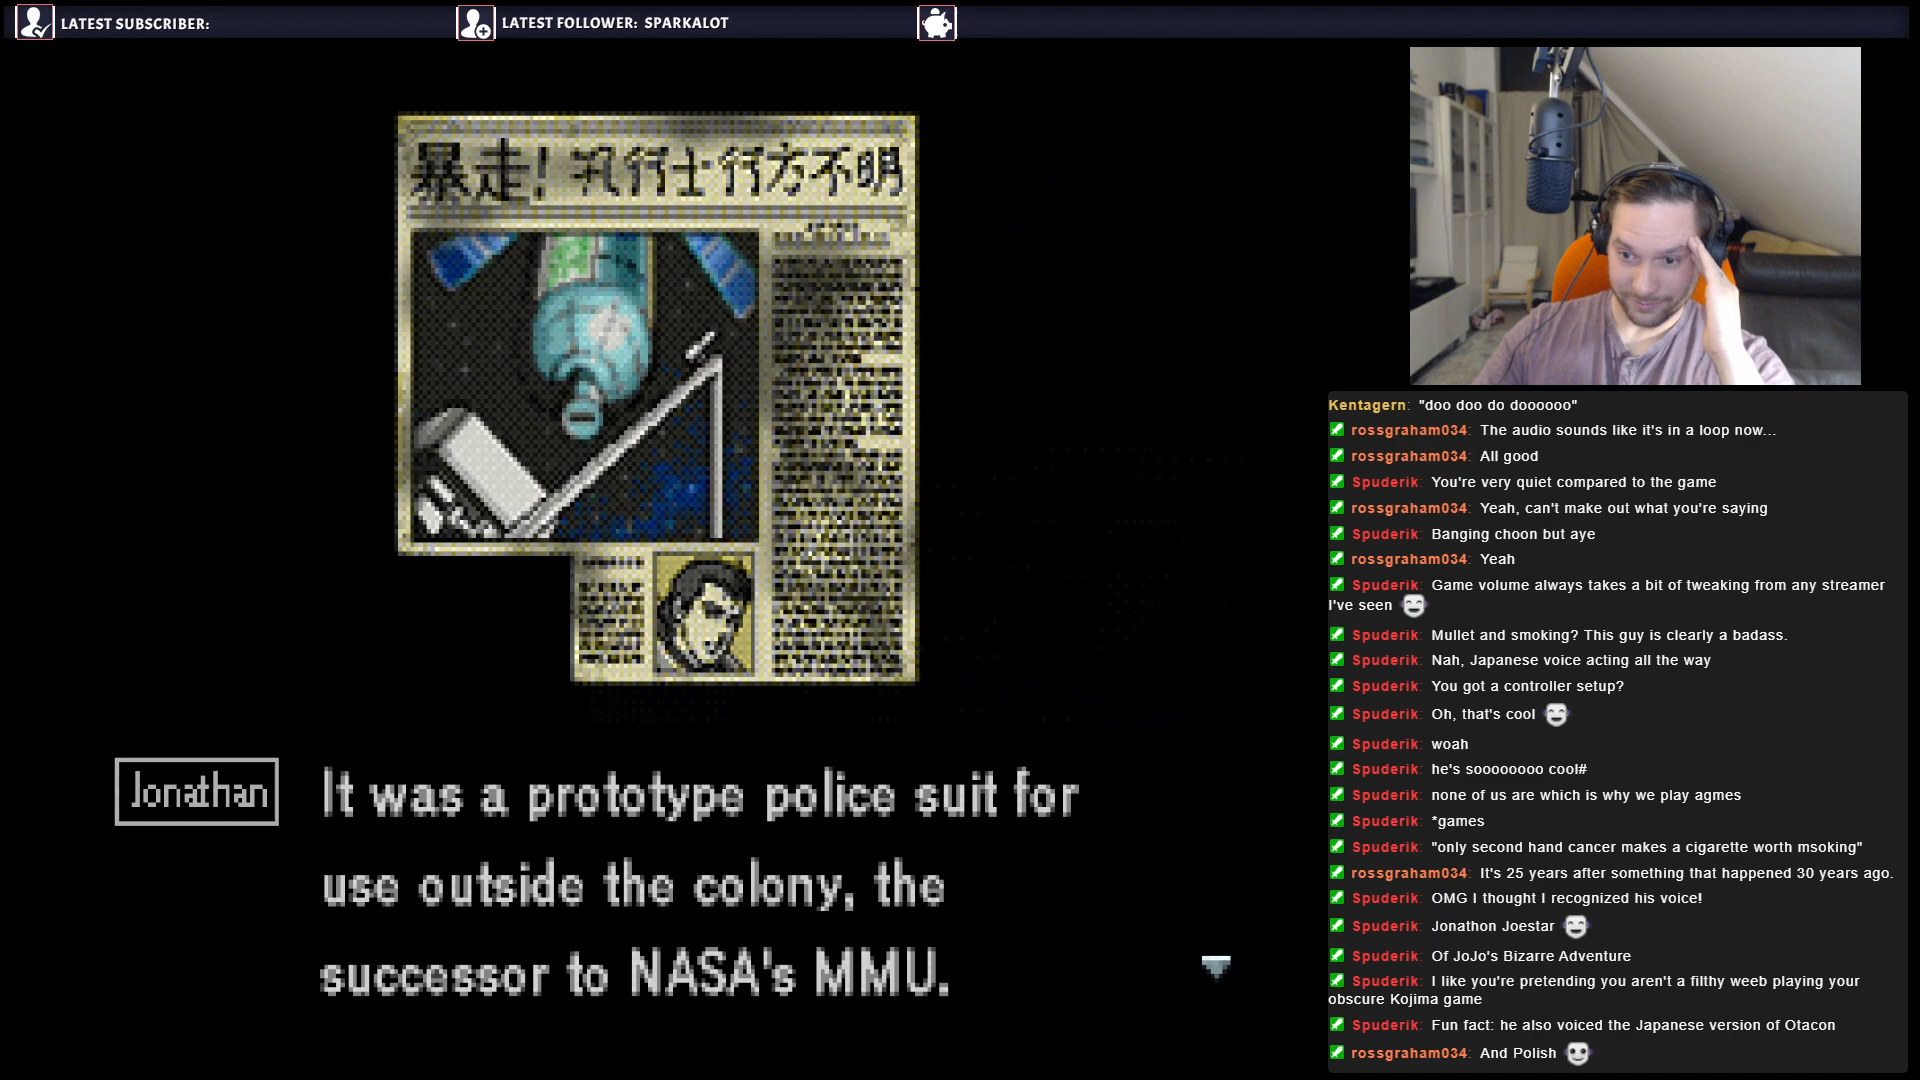 LATEST SUBSCRIBER:
LATEST FOLLOWER: SPARKALOT
暴走! 飛行士行方不明
Jonathan
It was a prototype police suit for
use outside the colony, the
successor to NASA's MMU.
Kentagern: "doo doo do doooooo"
rossgraham034: The audio sounds like it's in a loop now...
rossgraham034: All good
Spuderik: You're very quiet compared to the game
rossgraham034: Yeah, can't make out what you're saying
Spuderik: Banging choon but aye
rossgraham034: Yeah
Spuderik: Game volume always takes a bit of tweaking from any streamer
I've seen
Spuderik: Mullet and smoking? This guy is clearly a badass.
Spuderik: Nah, Japanese voice acting all the way
Spuderik: You got a controller setup?
Spuderik: Oh, that's cool
Spuderik: woah
Spuderik: he's soooooooo cool#
Spuderik: none of us are which is why we play agmes
Spuderik: *games
Spuderik: "only second hand cancer makes a cigarette worth msoking"
rossgraham034: It's 25 years after something that happened 30 years ago.
Spuderik: OMG I thought I recognized his voice!
Spuderik: Jonathon Joestar
Spuderik: Of JoJo's Bizarre Adventure
Spuderik: I like you're pretending you aren't a filthy weeb playing your
obscure Kojima game
Spuderik: Fun fact: he also voiced the Japanese version of Otacon
rossgraham034: And Polish